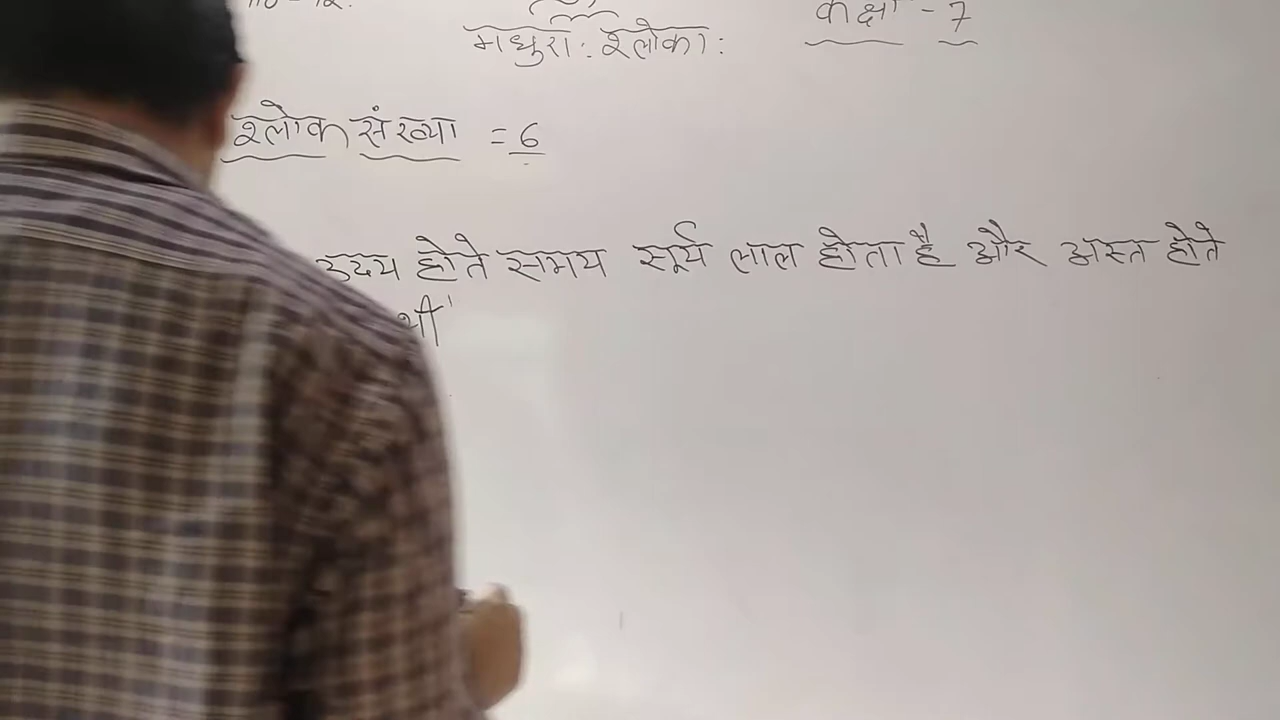 मधुराः श्लोकाः कक्षा - 7
श्लोक संख्या = 6
उदय होते समय सूर्य लाल होता है और अस्त होते
भी